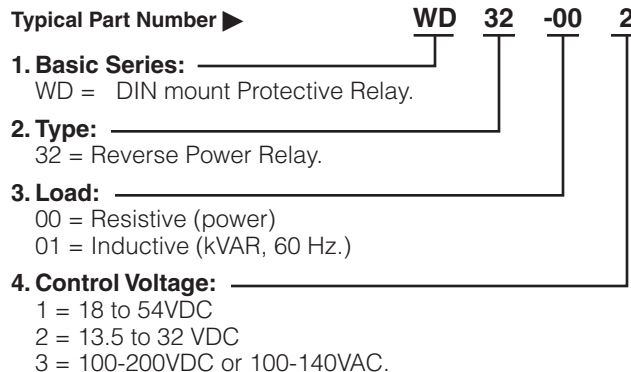 Typical Part Number ▶ WD 32 -00 2
1. Basic Series:
WD = DIN mount Protective Relay.
2. Type:
32 = Reverse Power Relay.
3. Load:
00 = Resistive (power)
01 = Inductive (kVAR, 60 Hz.)
4. Control Voltage:
1 = 18 to 54VDC
2 = 13.5 to 32 VDC
3 = 100-200VDC or 100-140VAC.